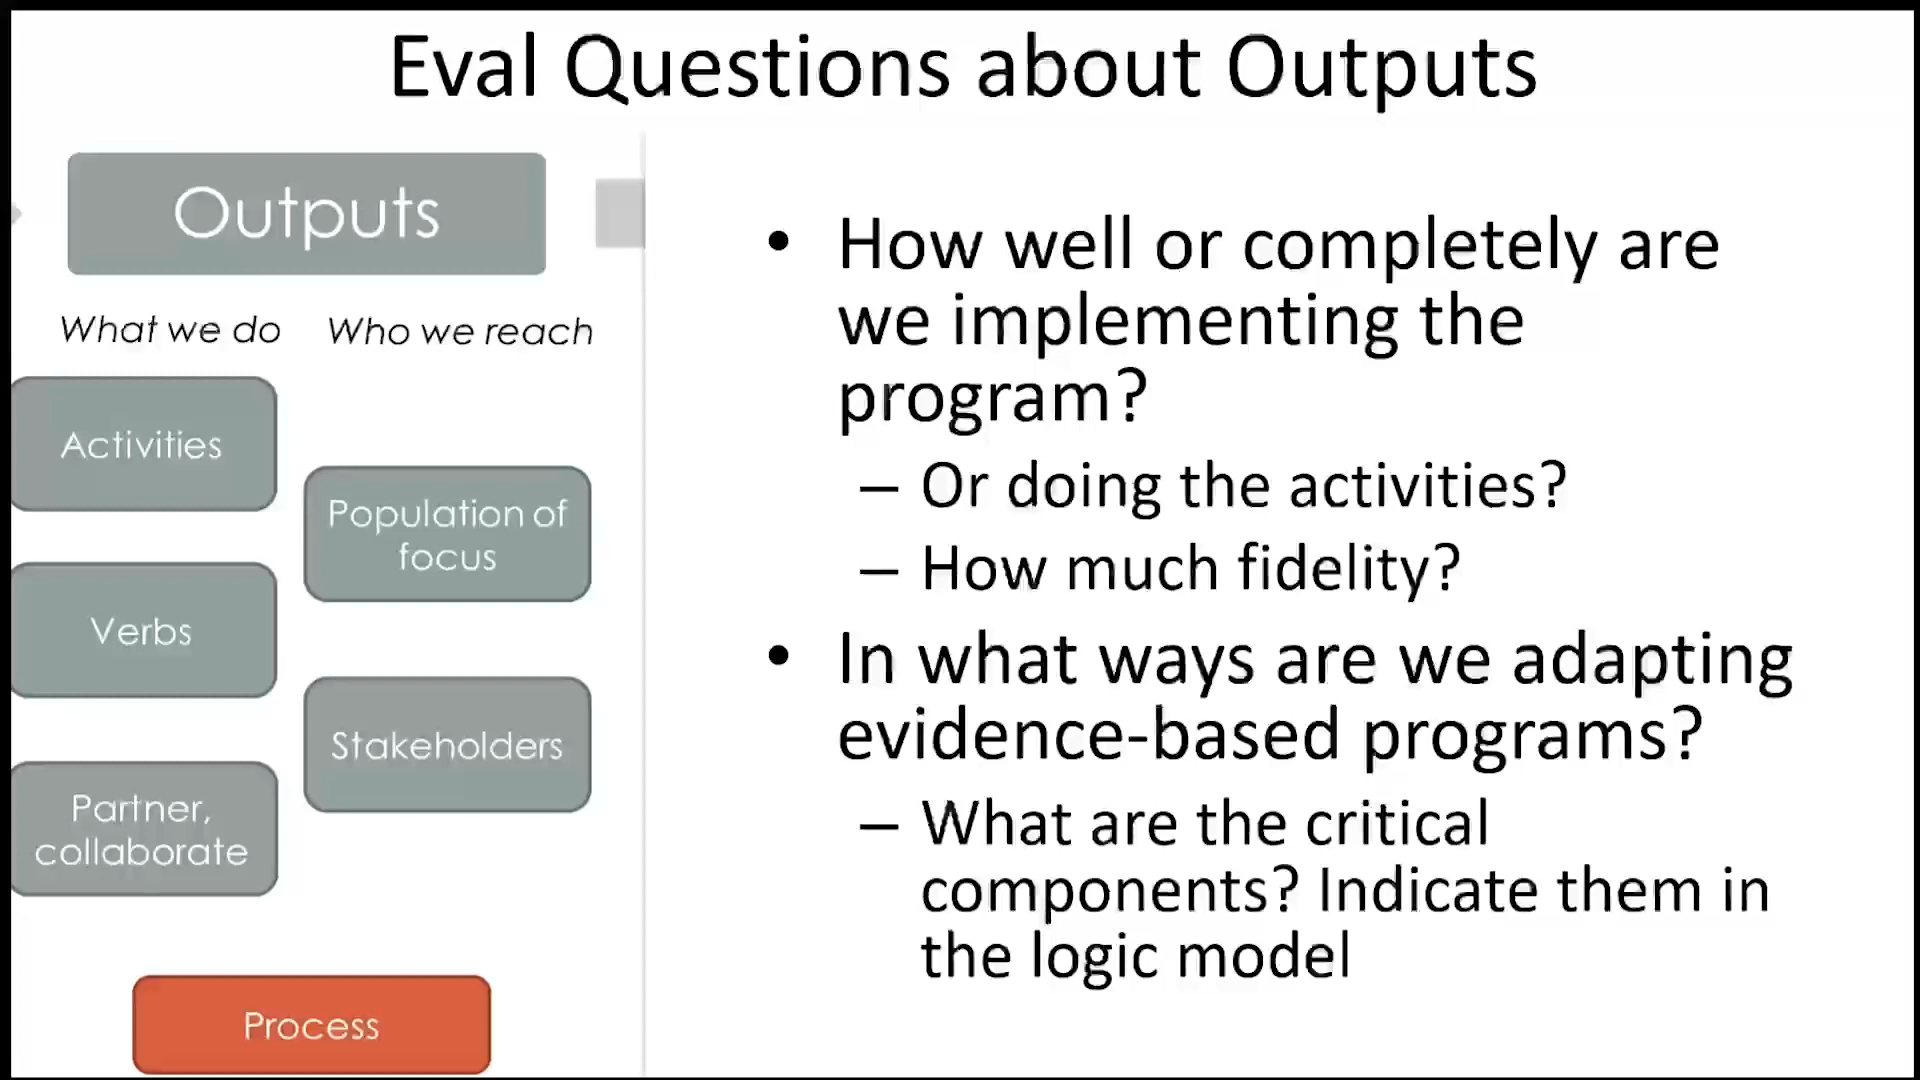 Eval Questions about Outputs
Outputs
What we do
Who we reach
Activities
Verbs
Partner,
collaborate
Population of
focus
Stakeholders
Process
• How well or completely are
we implementing the
program?
– Or doing the activities?
– How much fidelity?
• In what ways are we adapting
evidence-based programs?
– What are the critical
components? Indicate them in
the logic model